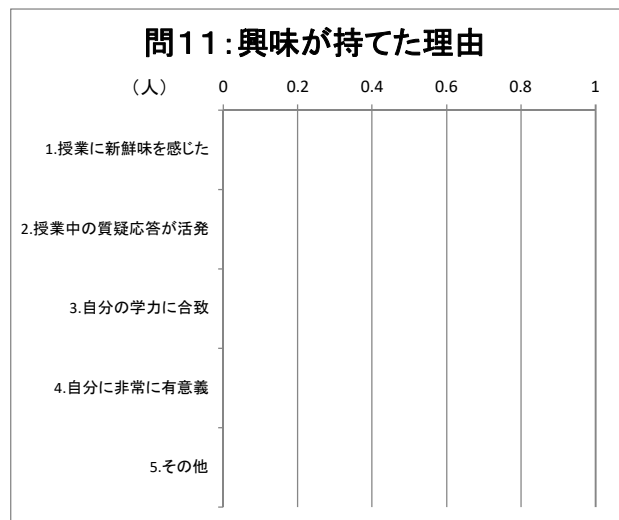 問11：興味が持てた理由
（人） 0 0.2 0.4 0.6 0.8 1
1.授業に新鮮味を感じた
2.授業中の質疑応答が活発
3.自分の学力に合致
4.自分に非常に有意義
5.その他